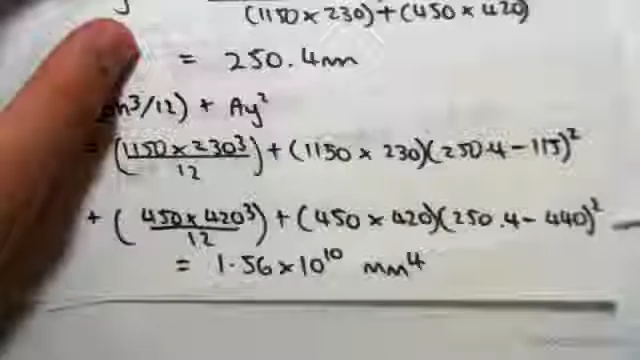 (1150 x 230) + (450 x 420)
= 250.4mm
bh³/12) + Ay²
= (1150 x 230³/12) + (1150 x 230)(250.4 - 115)²
+ (450 x 420³/12) + (450 x 420)(250.4 - 440)²
= 1.56 x 10¹⁰ mm⁴